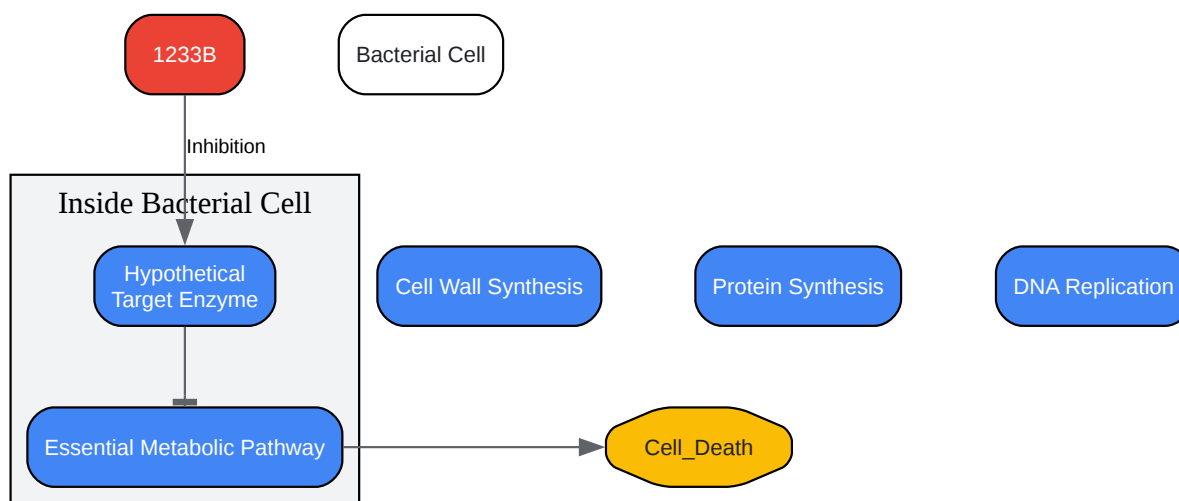 1233B
Bacterial Cell
Inhibition
Inside Bacterial Cell
Hypothetical
Target Enzyme
Cell Wall Synthesis
Protein Synthesis
DNA Replication
Essential Metabolic Pathway
Cell_Death